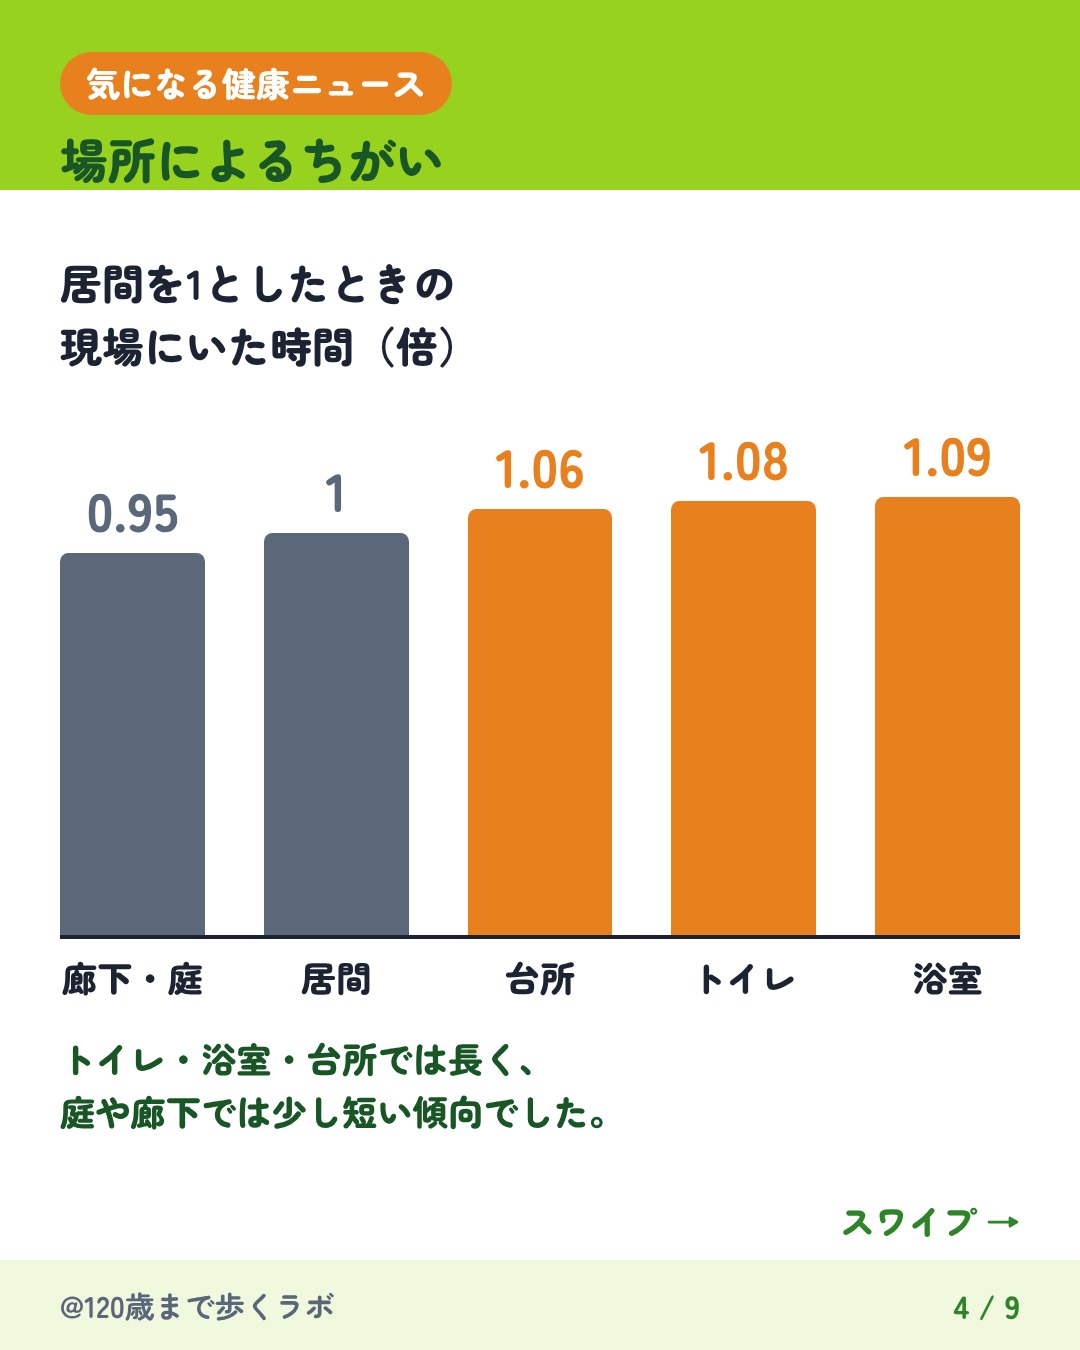 気になる健康ニュース
場所によるちがい
居間を1としたときの
現場にいた時間（倍）
0.95
1
1.06
1.08
1.09
廊下・庭
居間
台所
トイレ
浴室
トイレ・浴室・台所では長く、
庭や廊下では少し短い傾向でした。
スワイプ →
@120歳まで歩くラボ
4 / 9